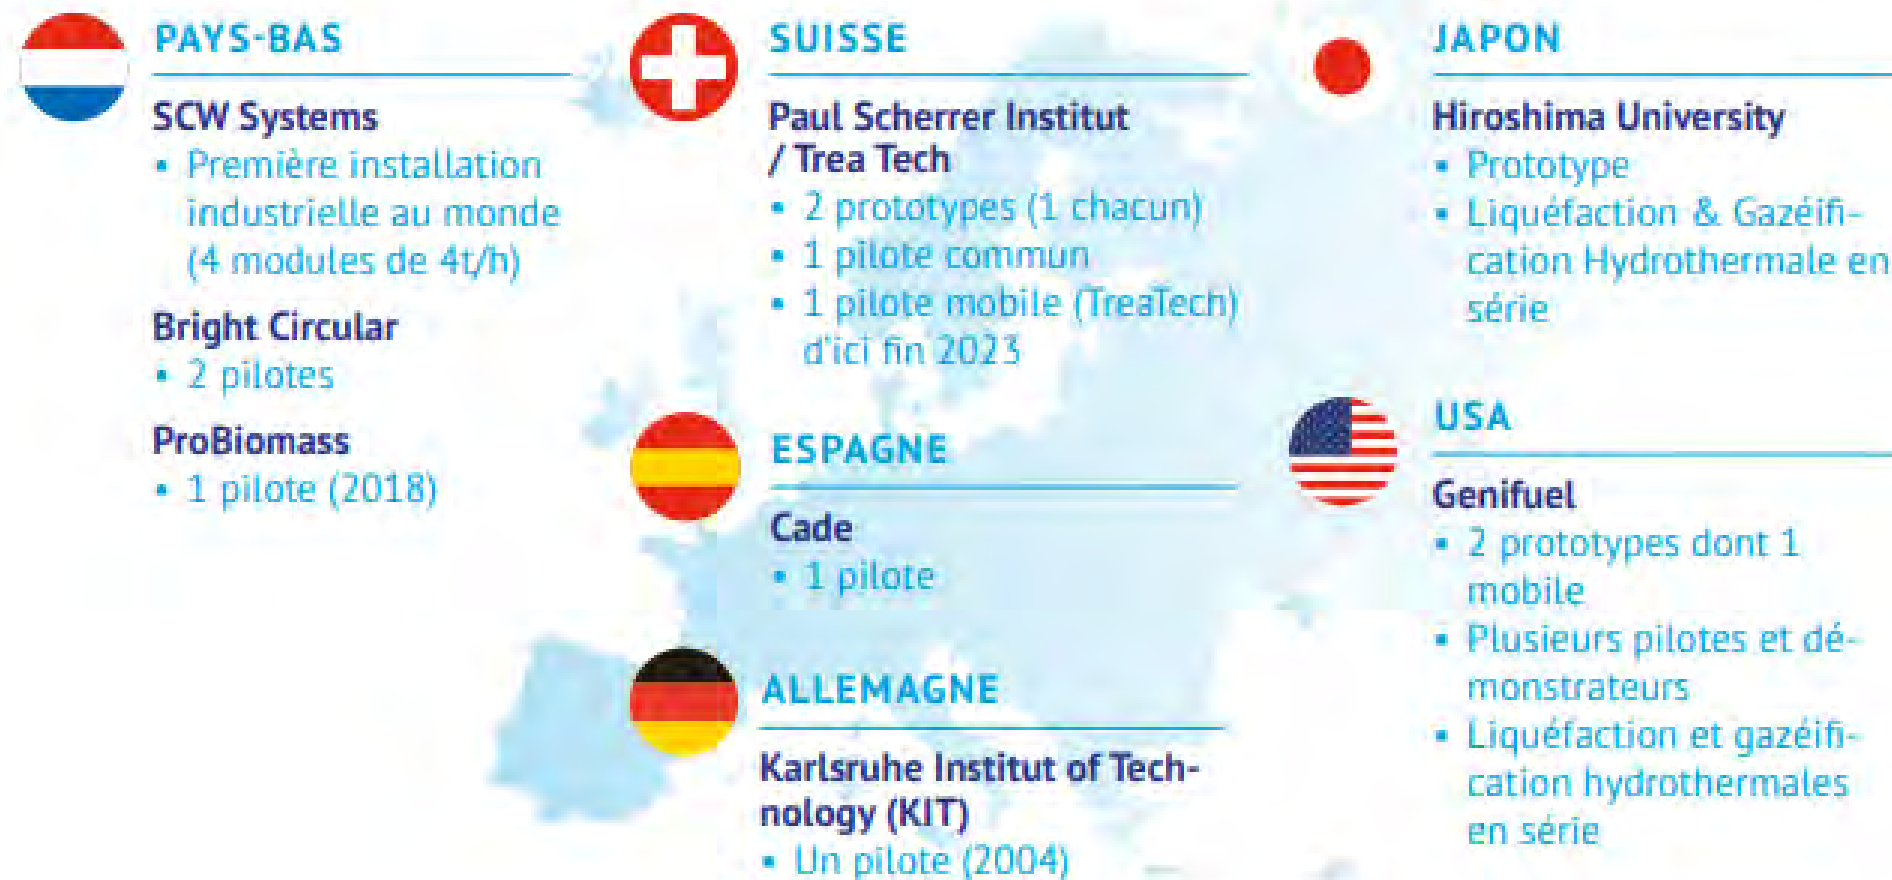 PAYS-BAS
SCW Systems
• Première installation
industrielle au monde
(4 modules de 4t/h)
Bright Circular
• 2 pilotes
ProBiomass
• 1 pilote (2018)
SUISSE
Paul Scherrer Institut
/ Trea Tech
• 2 prototypes (1 chacun)
• 1 pilote commun
• 1 pilote mobile (TreaTech)
d'ici fin 2023
ESPAGNE
Cade
• 1 pilote
ALLEMAGNE
Karlsruhe Institut of Tech-
nology (KIT)
• Un pilote (2004)
JAPON
Hiroshima University
• Prototype
• Liquéfaction & Gazéifi-
cation Hydrothermale en
série
USA
Genifuel
• 2 prototypes dont 1
mobile
• Plusieurs pilotes et dé-
monstrateurs
• Liquéfaction et gazéifi-
cation hydrothermales
en série